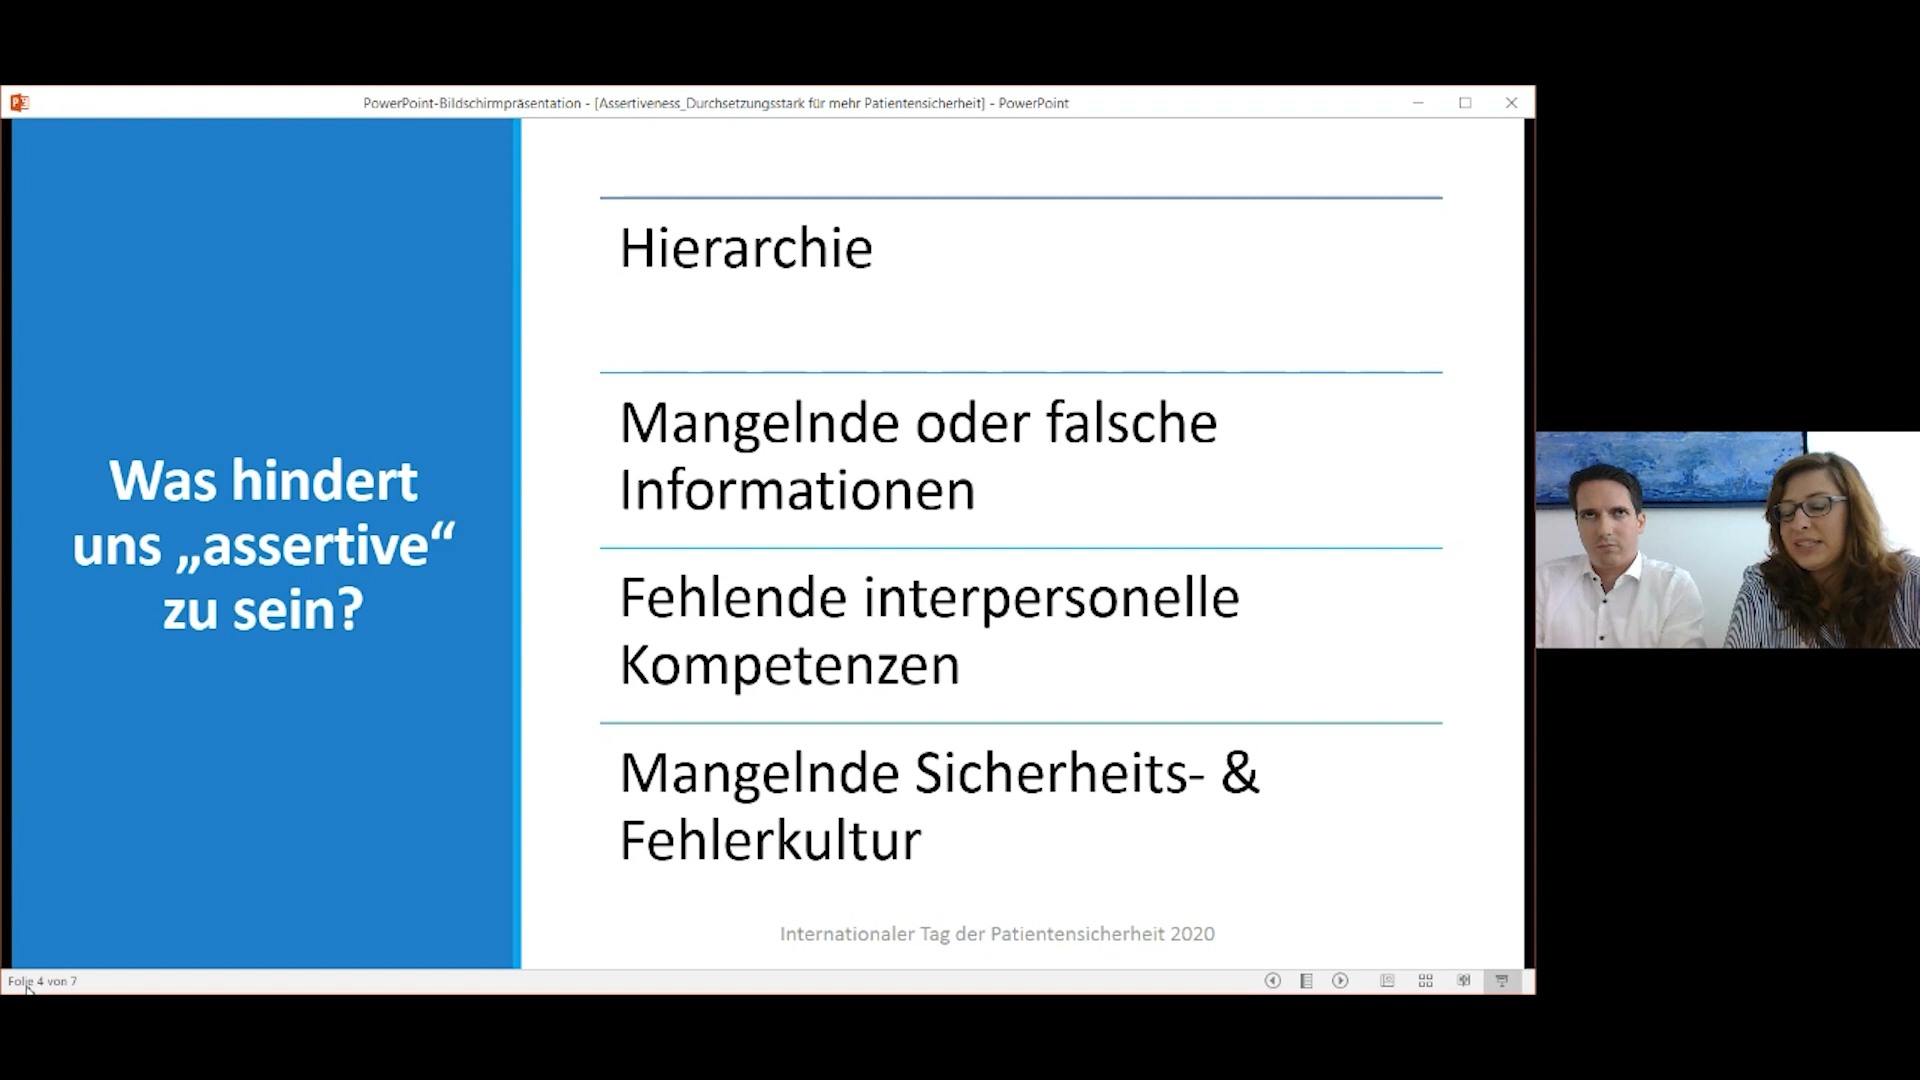 PowerPoint-Bildschirmpräsentation - [Assertiveness_Durchsetzungsstark für mehr Patientensicherheit] - PowerPoint
Was hindert
uns „assertive“
zu sein?
Hierarchie
Mangelnde oder falsche
Informationen
Fehlende interpersonelle
Kompetenzen
Mangelnde Sicherheits- &
Fehlerkultur
Internationaler Tag der Patientensicherheit 2020
Folie 4 von 7